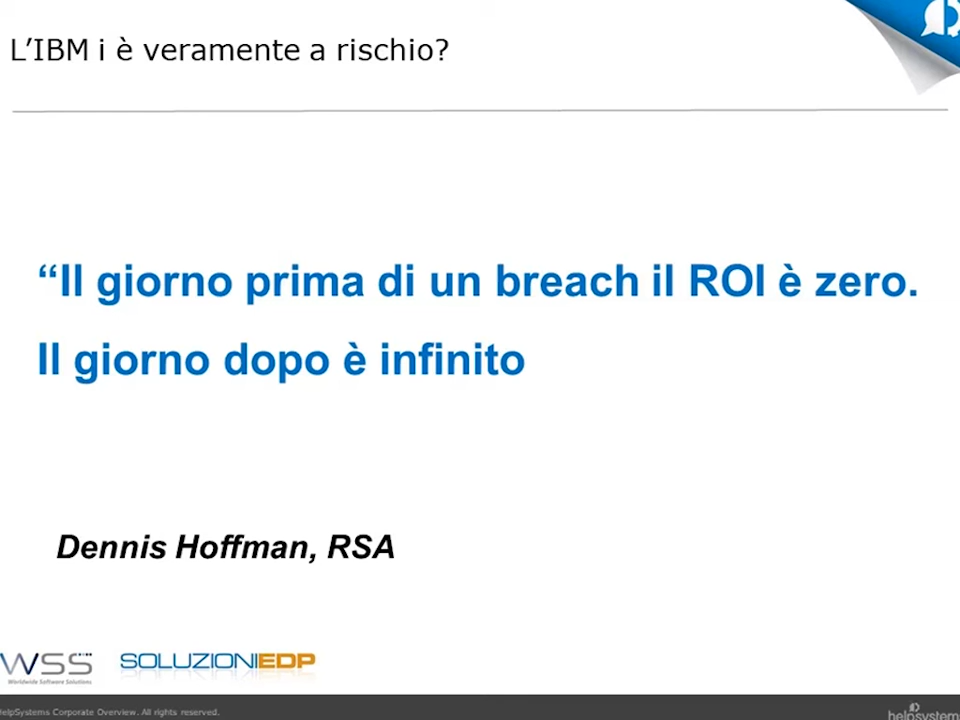 L’IBM i è veramente a rischio?
“Il giorno prima di un breach il ROI è zero.
Il giorno dopo è infinito
Dennis Hoffman, RSA
WSS
Worldwide Software Solutions
SOLUZIONIEDP
HelpSystems Corporate Overview. All rights reserved.
helpsystems